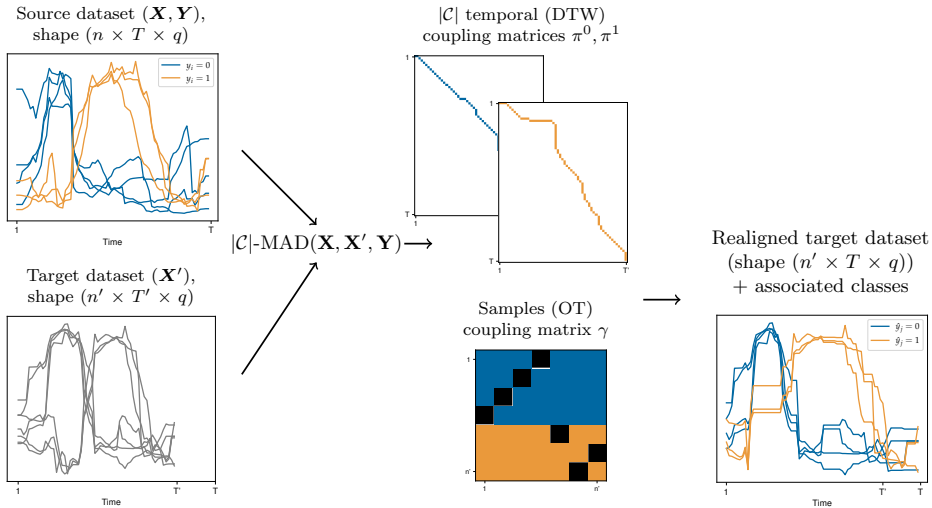 Source dataset (X, Y),
shape (n × T × q)
y_i = 0
y_i = 1
1
T
Time
Target dataset (X′),
shape (n′ × T′ × q)
1
T'
T
Time
|C|-MAD(X, X′, Y)
|C| temporal (DTW)
coupling matrices π^0, π^1
1
T
1
1
T
1
T'
Samples (OT)
coupling matrix γ
1
n'
1
n'
Realigned target dataset
(shape (n′ × T × q))
+ associated classes
ŷ_j = 0
ŷ_j = 1
1
T'
T
Time